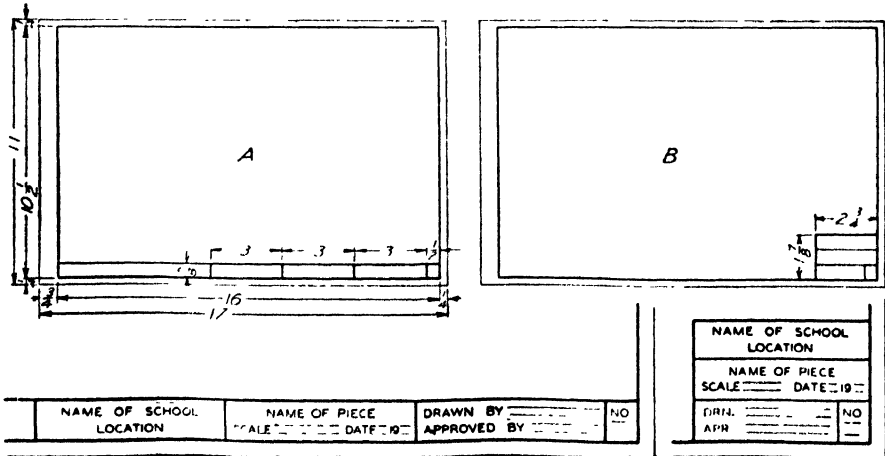 A
B
11
10 1/2
3
3
3
1/2
5/8
16
17
1/4
3/4
2 3/4
1 7/8
NAME OF SCHOOL
LOCATION
NAME OF PIECE
SCALE DATE 19
DRN.
APR
NO
NAME OF SCHOOL
LOCATION
NAME OF PIECE
SCALE DATE 19
DRAWN BY
APPROVED BY
NO